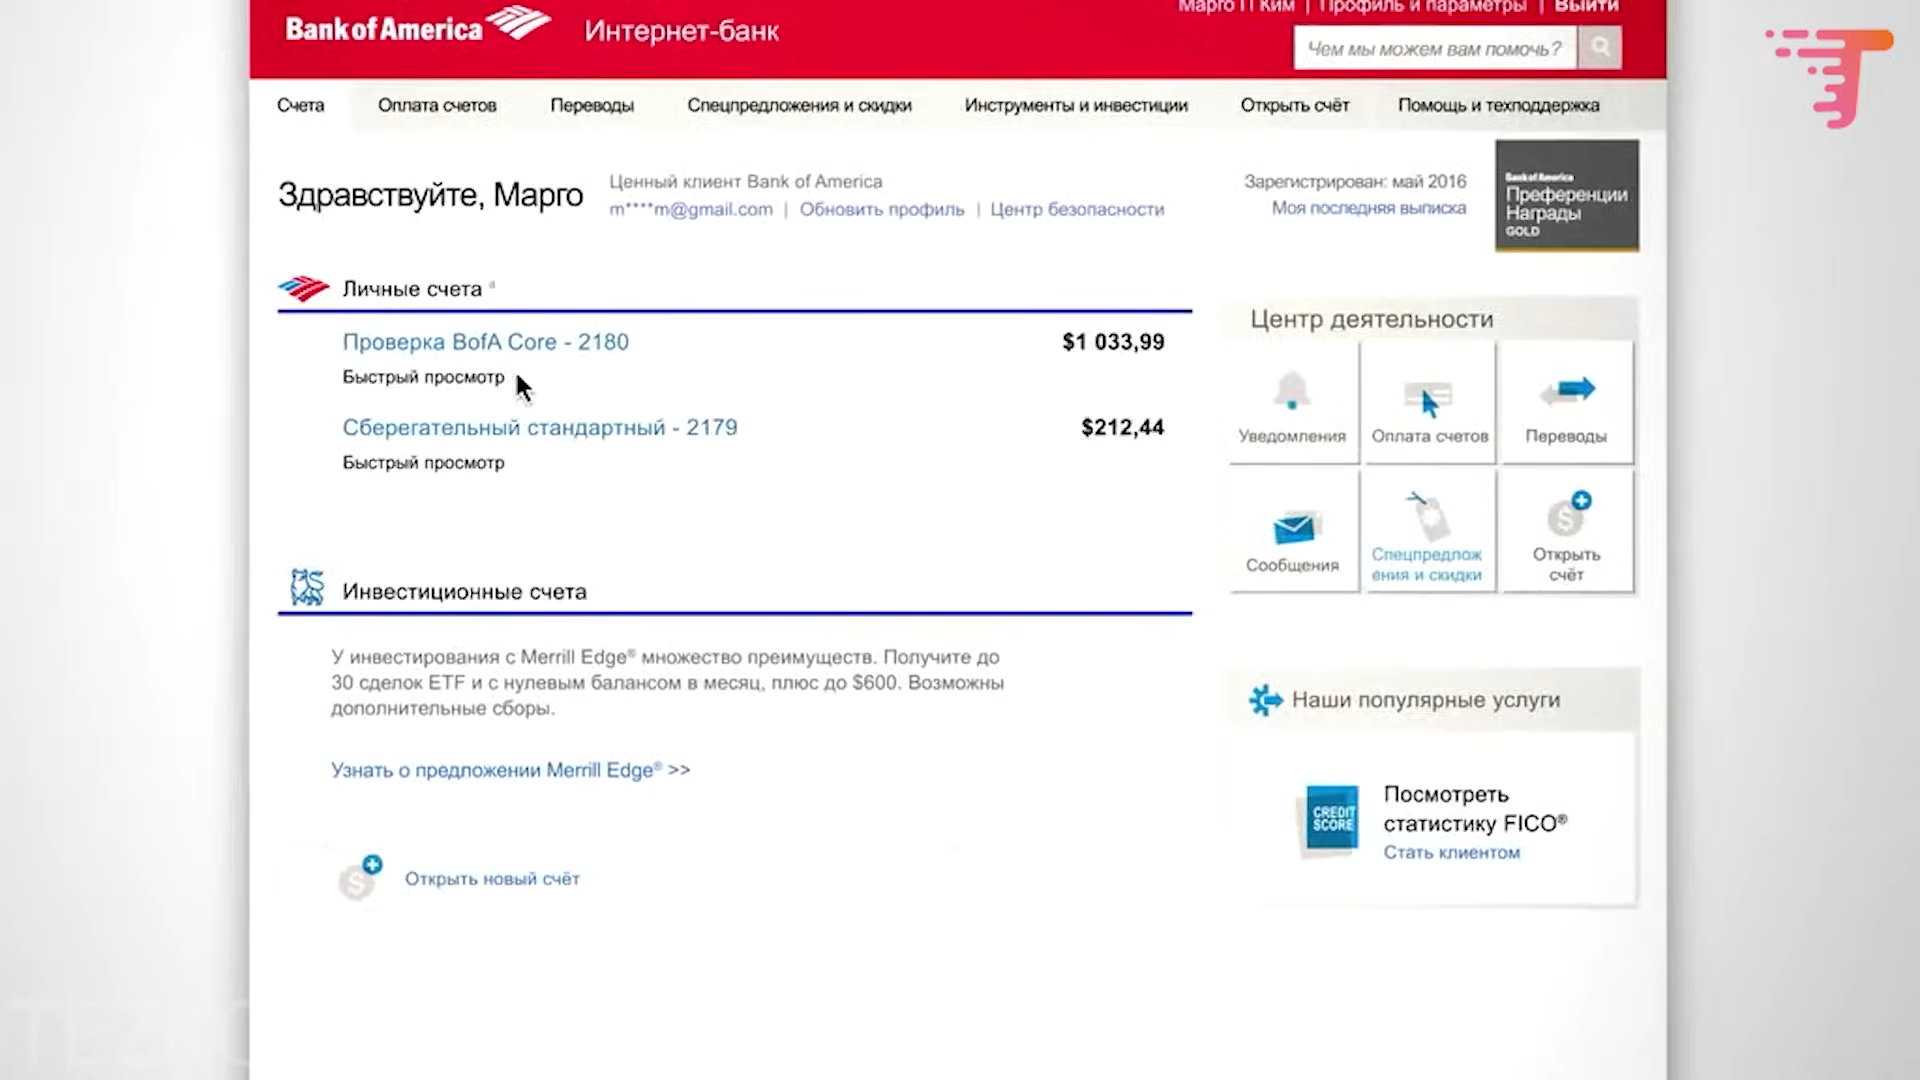 Марго П Ким | Профиль и параметры | Выйти
Bank of America Интернет-банк
Чем мы можем вам помочь?
Счета Оплата счетов Переводы Спецпредложения и скидки Инструменты и инвестиции Открыть счёт Помощь и техподдержка
Здравствуйте, Марго
Ценный клиент Bank of America
m****m@gmail.com | Обновить профиль | Центр безопасности
Зарегистрирован: май 2016
Моя последняя выписка
Bank of America
Преференции
Награды
GOLD
Личные счета
Проверка BofA Core - 2180 $1 033,99
Быстрый просмотр
Сберегательный стандартный - 2179 $212,44
Быстрый просмотр
Центр деятельности
Уведомления
Оплата счетов
Переводы
Сообщения
Спецпредлож
ения и скидки
Открыть
счёт
Инвестиционные счета
У инвестирования с Merrill Edge® множество преимуществ. Получите до
30 сделок ETF и с нулевым балансом в месяц, плюс до $600. Возможны
дополнительные сборы.
Узнать о предложении Merrill Edge® >>
Открыть новый счёт
Наши популярные услуги
CREDIT
SCORE
Посмотреть
статистику FICO®
Стать клиентом